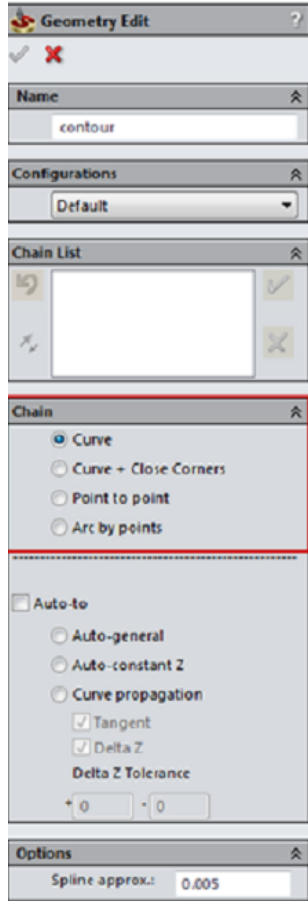 Geometry Edit ?
Name
contour
Configurations
Default
Chain List
Chain
Curve
Curve + Close Corners
Point to point
Arc by points
Auto-to
Auto-general
Auto-constant Z
Curve propagation
Tangent
Delta Z
Delta Z Tolerance
+ 0 - 0
Options
Spline approx.: 0.005